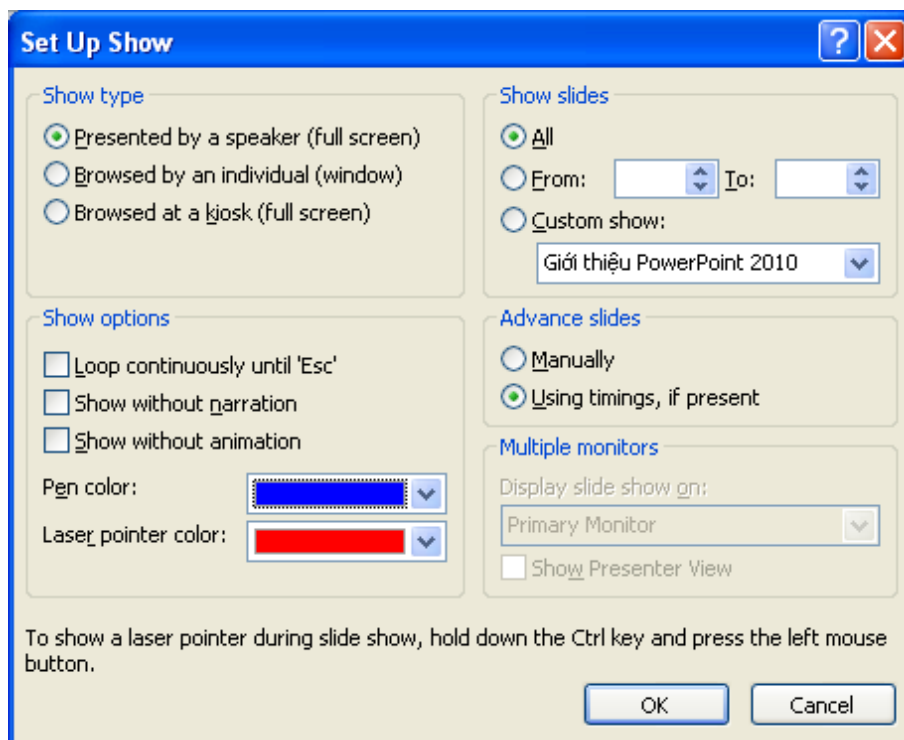 Set Up Show
Show type
Presented by a speaker (full screen)
Browsed by an individual (window)
Browsed at a kiosk (full screen)
Show slides
All
From: To:
Custom show:
Giới thiệu PowerPoint 2010
Show options
Loop continuously until 'Esc'
Show without narration
Show without animation
Pen color:
Laser pointer color:
Advance slides
Manually
Using timings, if present
Multiple monitors
Display slide show on:
Primary Monitor
Show Presenter View
To show a laser pointer during slide show, hold down the Ctrl key and press the left mouse
button.
OK Cancel